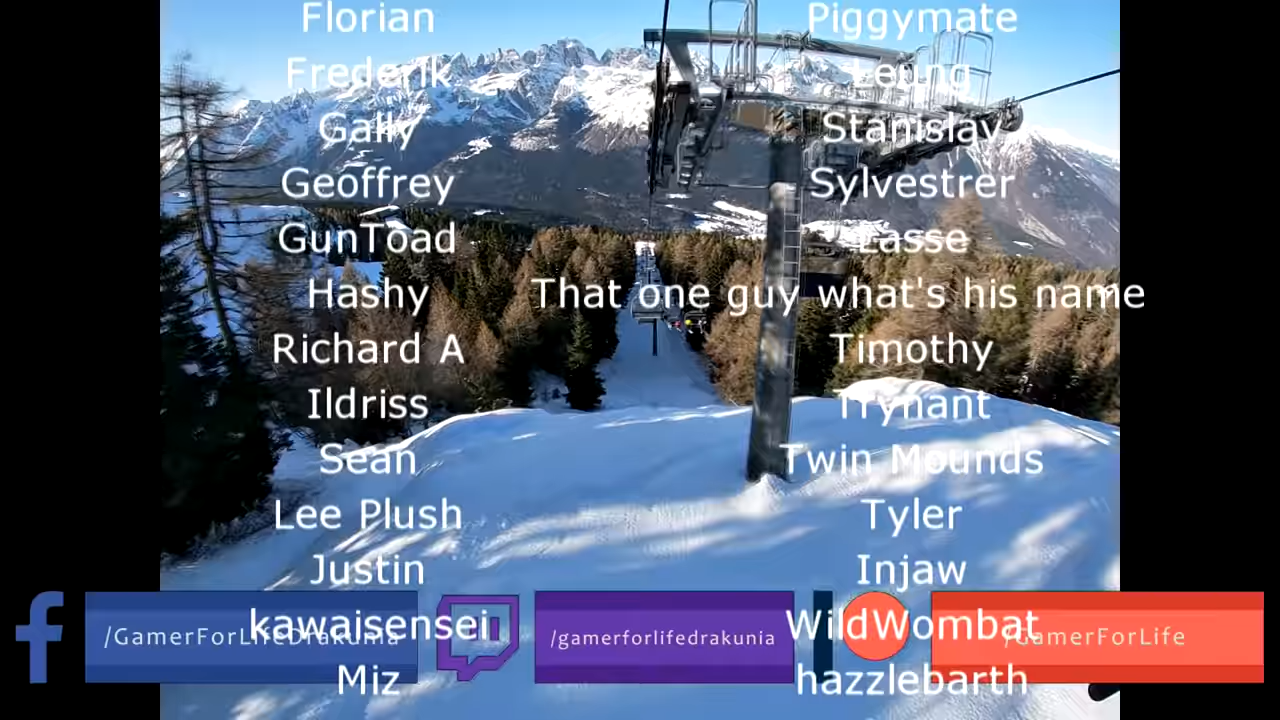 Florian
Piggymate
Frederik
Leung
Gally
Stanislav
Geoffrey
Sylvestrer
GunToad
Lasse
Hashy
That one guy what's his name
Richard A
Timothy
Ildriss
Trynant
Sean
Twin Mounds
Lee Plush
Tyler
Justin
Injaw
kawaisensei
WildWombat
/GamerForLifeDrakunia
/gamerforlifedrakunia
/GamerForLife
Miz
hazzlebarth